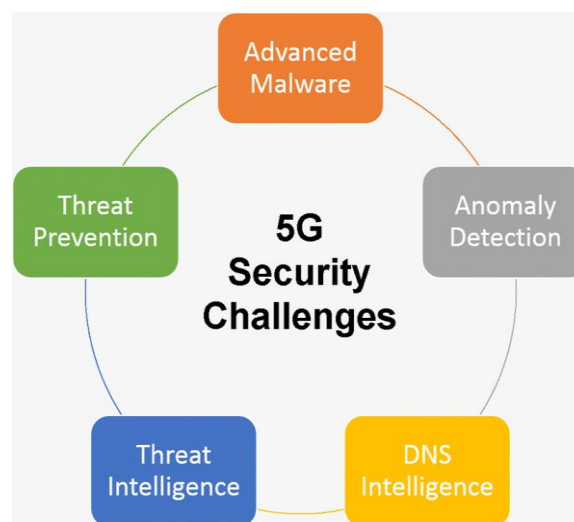 Advanced
Malware
Threat
Prevention
Anomaly
Detection
5G
Security
Challenges
Threat
Intelligence
DNS
Intelligence